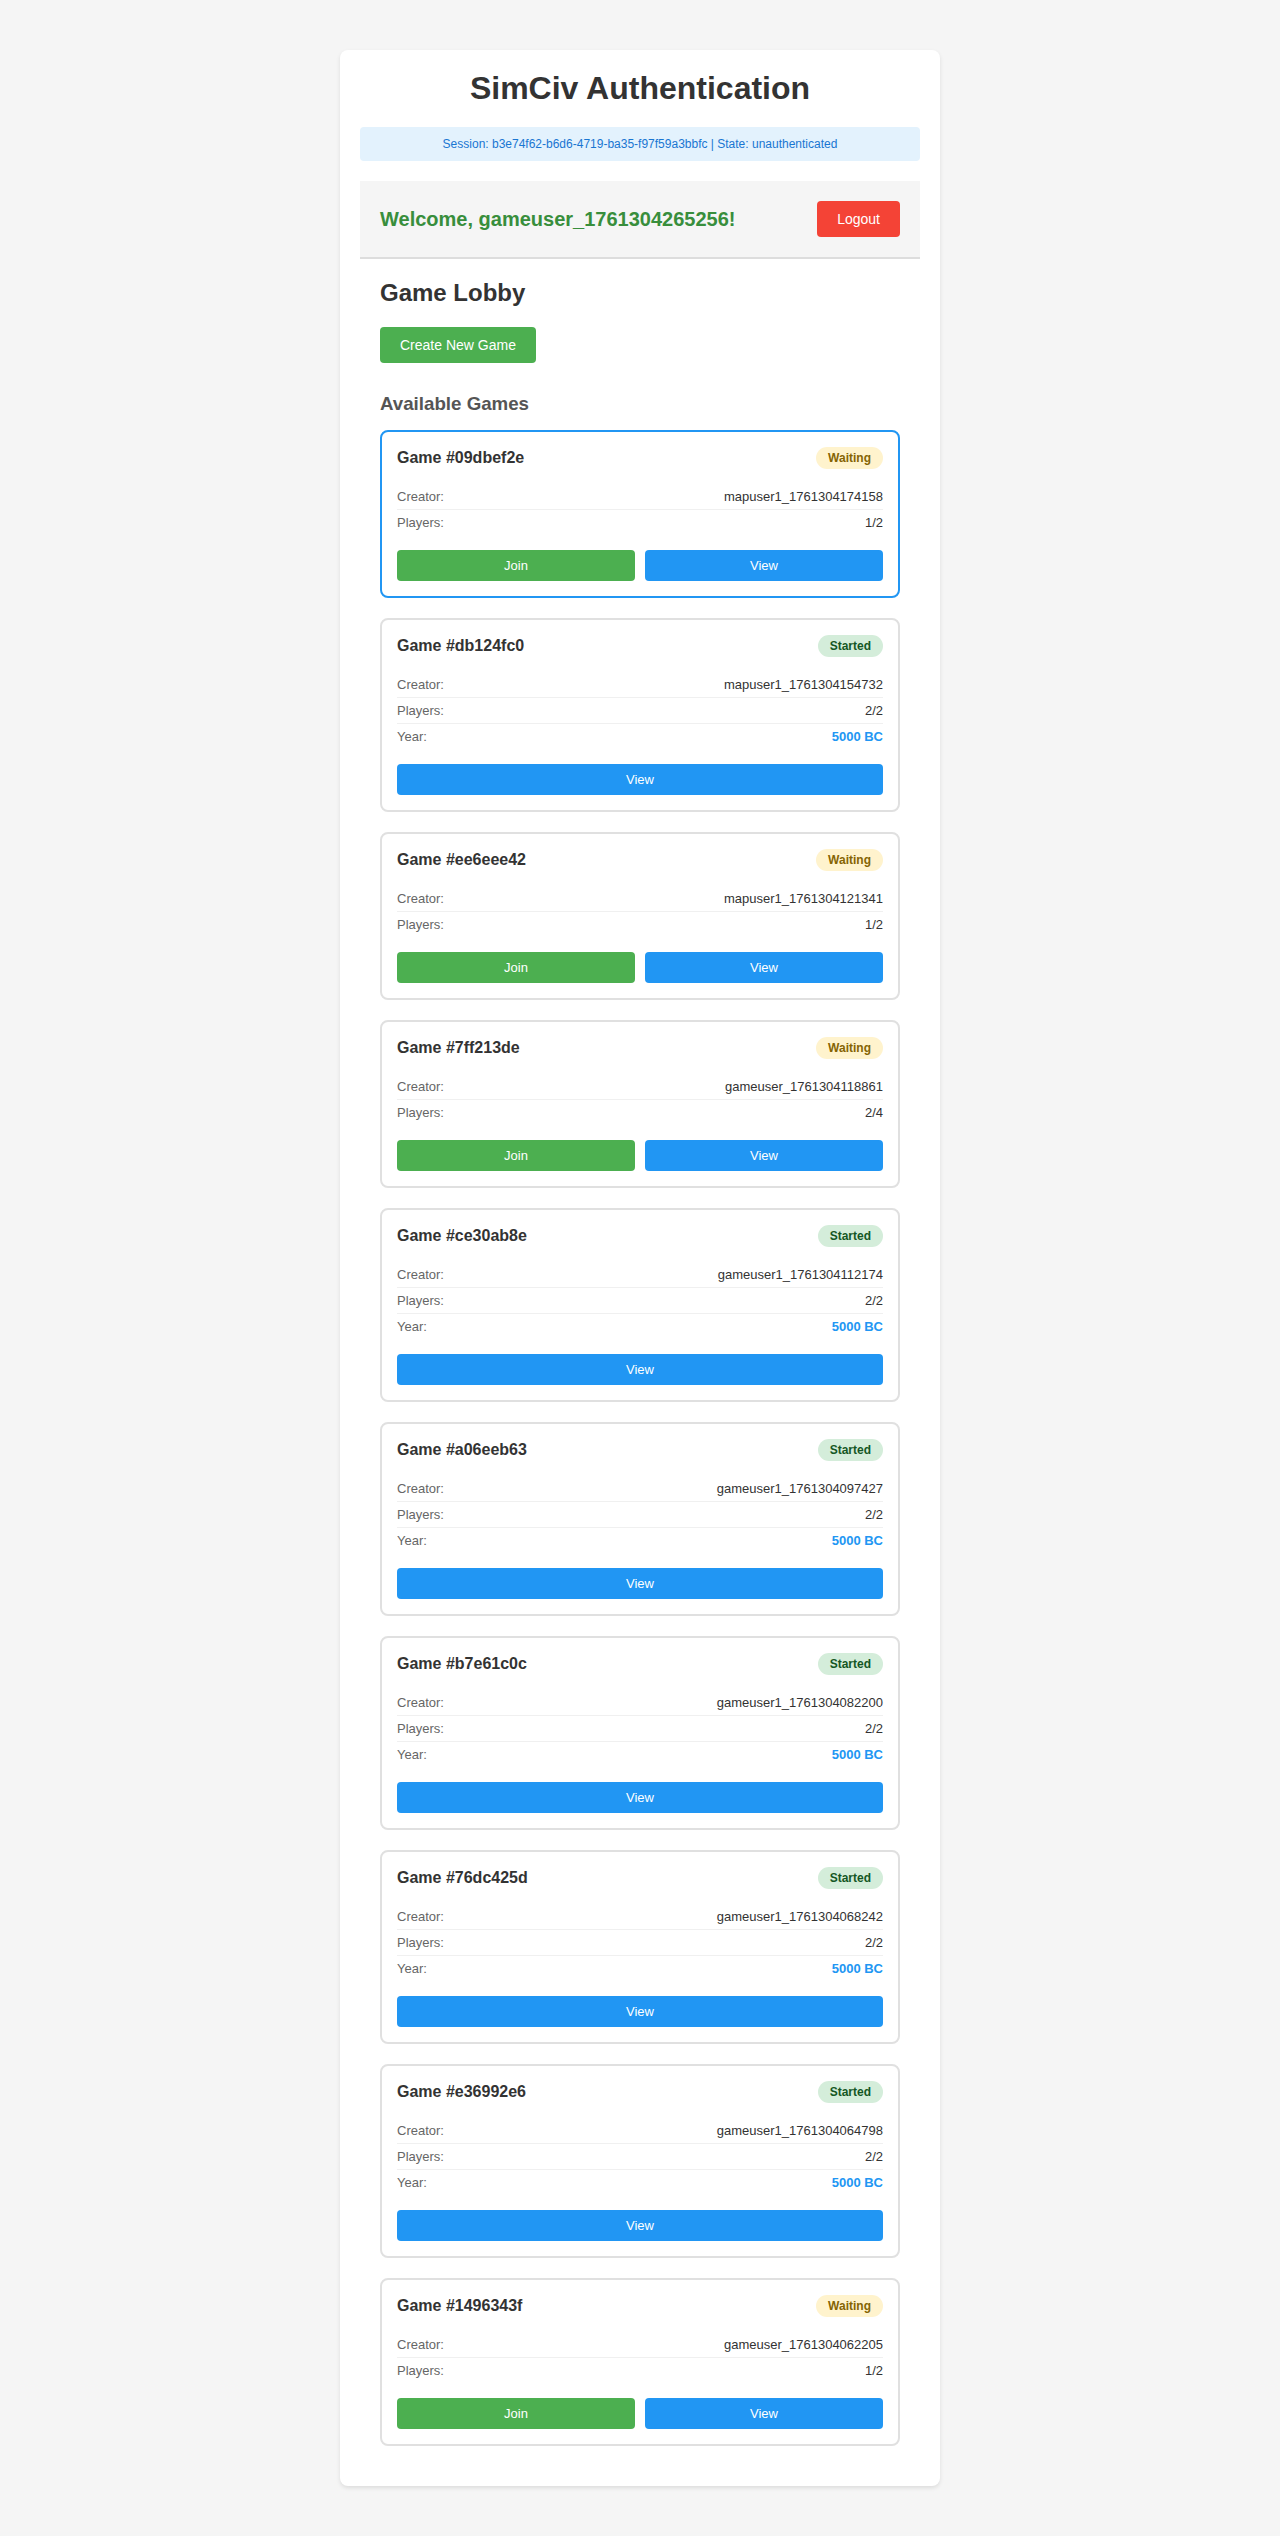 SimCiv Authentication
Session: b3e74f62-b6d6-4719-ba35-f97f59a3bbfc | State: unauthenticated
Welcome, gameuser_1761304265256!
Logout
Game Lobby
Create New Game
Available Games
Game #09dbef2e
Waiting
Creator: mapuser1_1761304174158
Players: 1/2
Join View
Game #db124fc0
Started
Creator: mapuser1_1761304154732
Players: 2/2
Year: 5000 BC
View
Game #ee6eee42
Waiting
Creator: mapuser1_1761304121341
Players: 1/2
Join View
Game #7ff213de
Waiting
Creator: gameuser_1761304118861
Players: 2/4
Join View
Game #ce30ab8e
Started
Creator: gameuser1_1761304112174
Players: 2/2
Year: 5000 BC
View
Game #a06eeb63
Started
Creator: gameuser1_1761304097427
Players: 2/2
Year: 5000 BC
View
Game #b7e61c0c
Started
Creator: gameuser1_1761304082200
Players: 2/2
Year: 5000 BC
View
Game #76dc425d
Started
Creator: gameuser1_1761304068242
Players: 2/2
Year: 5000 BC
View
Game #e36992e6
Started
Creator: gameuser1_1761304064798
Players: 2/2
Year: 5000 BC
View
Game #1496343f
Waiting
Creator: gameuser_1761304062205
Players: 1/2
Join View